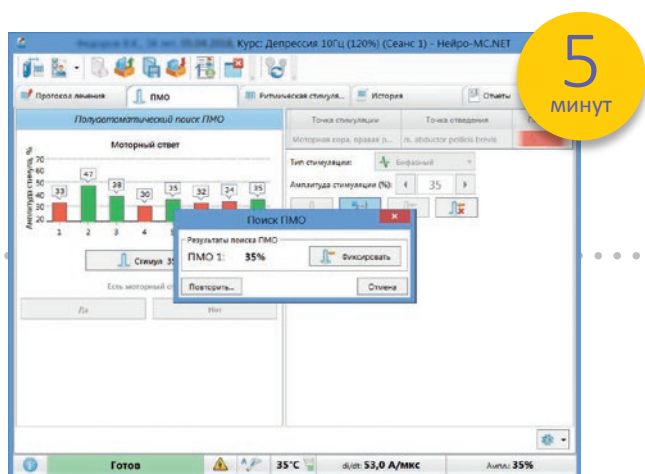 5
минут
Курс: Депрессия 10Гц (120%) (Сеанс 1) - Нейро-МС.NET
Протокол лечения
ПМО
Ритмическая стимуля...
История
Отчеты
Полуавтоматический поиск ПМО
Моторный ответ
Амплитуда стимула, %
70
60
50
40
30
20
33
47
38
30
35
32
34
35
1 2 3 4 5
Стимул 35
Есть моторный
Да
Нет
Точка стимуляции
Точка отведения
Моторная кора, правая п...
m. abductor pollicis brevis
Тип стимуляции:
Бифазный
Амплитуда стимуляции (%):
35
Поиск ПМО
Результаты поиска ПМО
ПМО 1: 35%
Фиксировать
Повторить...
Отмена
Готов
35°C
di/dt: 53,0 А/мкс
Ампл.: 35%